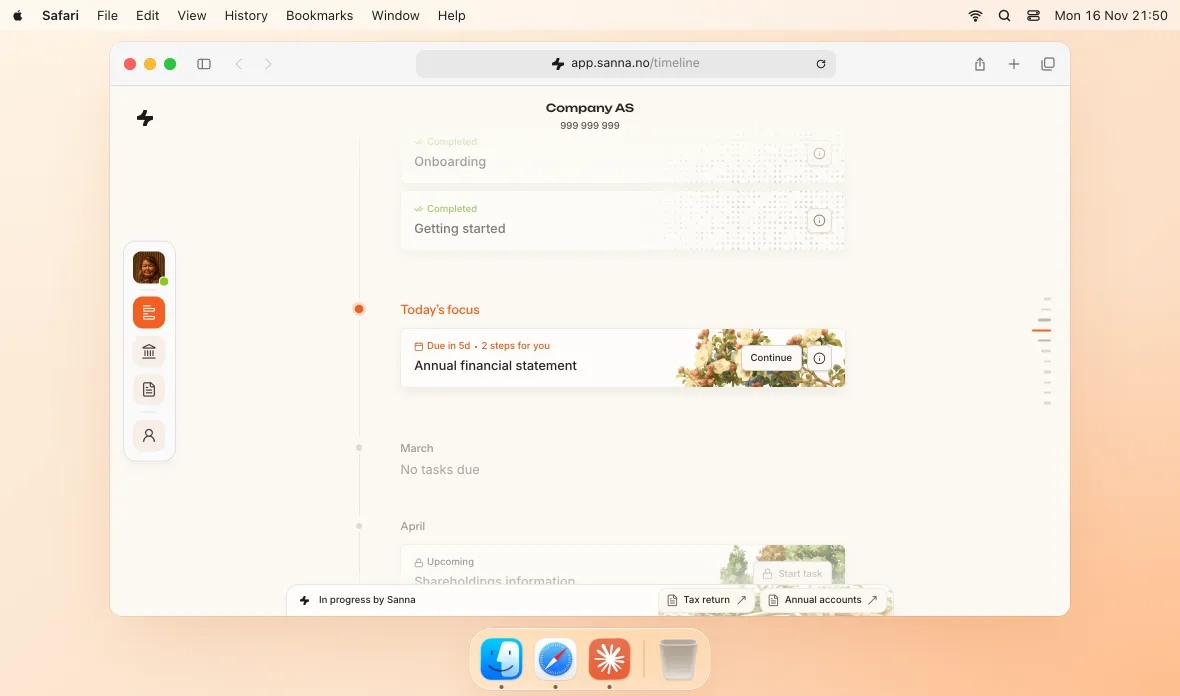 Safari File Edit View History Bookmarks Window Help Mon 16 Nov 21:50
app.sanna.no/timeline
Company AS
999 999 999
Completed
Onboarding
Completed
Getting started
Today's focus
Due in 5d • 2 steps for you
Annual financial statement
Continue
March
No tasks due
April
Upcoming
Shareholdings information
Start task
In progress by Sanna
Tax return
Annual accounts